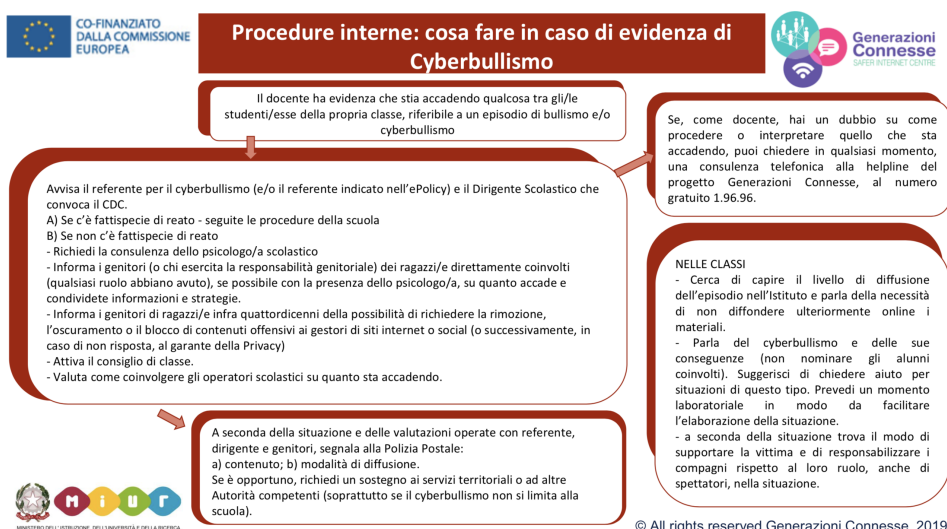 CO-FINANZIATO
DALLA COMMISSIONE
EUROPEA
Procedure interne: cosa fare in caso di evidenza di
Cyberbullismo
Generazioni
Connesse
SAFER INTERNET CENTRE
Il docente ha evidenza che stia accadendo qualcosa tra gli/le
studenti/esse della propria classe, riferibile a un episodio di bullismo e/o
cyberbullismo
Se, come docente, hai un dubbio su come
procedere o interpretare quello che sta
accadendo, puoi chiedere in qualsiasi momento,
una consulenza telefonica alla helpline del
progetto Generazioni Connesse, al numero
gratuito 1.96.96.
Avvisa il referente per il cyberbullismo (e/o il referente indicato nell'ePolicy) e il Dirigente Scolastico che
convoca il CDC.
A) Se c'è fattispecie di reato - seguite le procedure della scuola
B) Se non c'è fattispecie di reato
- Richiedi la consulenza dello psicologo/a scolastico
- Informa i genitori (o chi esercita la responsabilità genitoriale) dei ragazzi/e direttamente coinvolti
(qualsiasi ruolo abbiano avuto), se possibile con la presenza dello psicologo/a, su quanto accade e
condividete informazioni e strategie.
- Informa i genitori di ragazzi/e infra quattordicenni della possibilità di richiedere la rimozione,
l'oscuramento o il blocco di contenuti offensivi ai gestori di siti internet o social (o successivamente, in
caso di non risposta, al garante della Privacy)
- Attiva il consiglio di classe.
- Valuta come coinvolgere gli operatori scolastici su quanto sta accadendo.
NELLE CLASSI
- Cerca di capire il livello di diffusione
dell'episodio nell'Istituto e parla della necessità
di non diffondere ulteriormente online i
materiali.
- Parla del cyberbullismo e delle sue
conseguenze (non nominare gli alunni
coinvolti). Suggerisci di chiedere aiuto per
situazioni di questo tipo. Prevedi un momento
laboratoriale in modo da facilitare
l'elaborazione della situazione.
- a seconda della situazione trova il modo di
supportare la vittima e di responsabilizzare i
compagni rispetto al loro ruolo, anche di
spettatori, nella situazione.
A seconda della situazione e delle valutazioni operate con referente,
dirigente e genitori, segnala alla Polizia Postale:
a) contenuto; b) modalità di diffusione.
Se è opportuno, richiedi un sostegno ai servizi territoriali o ad altre
Autorità competenti (soprattutto se il cyberbullismo non si limita alla
scuola).
miur
MINISTERO DELL'ISTRUZIONE, DELL'UNIVERSITÀ E DELLA RICERCA
© All rights reserved Generazioni Connesse 2019